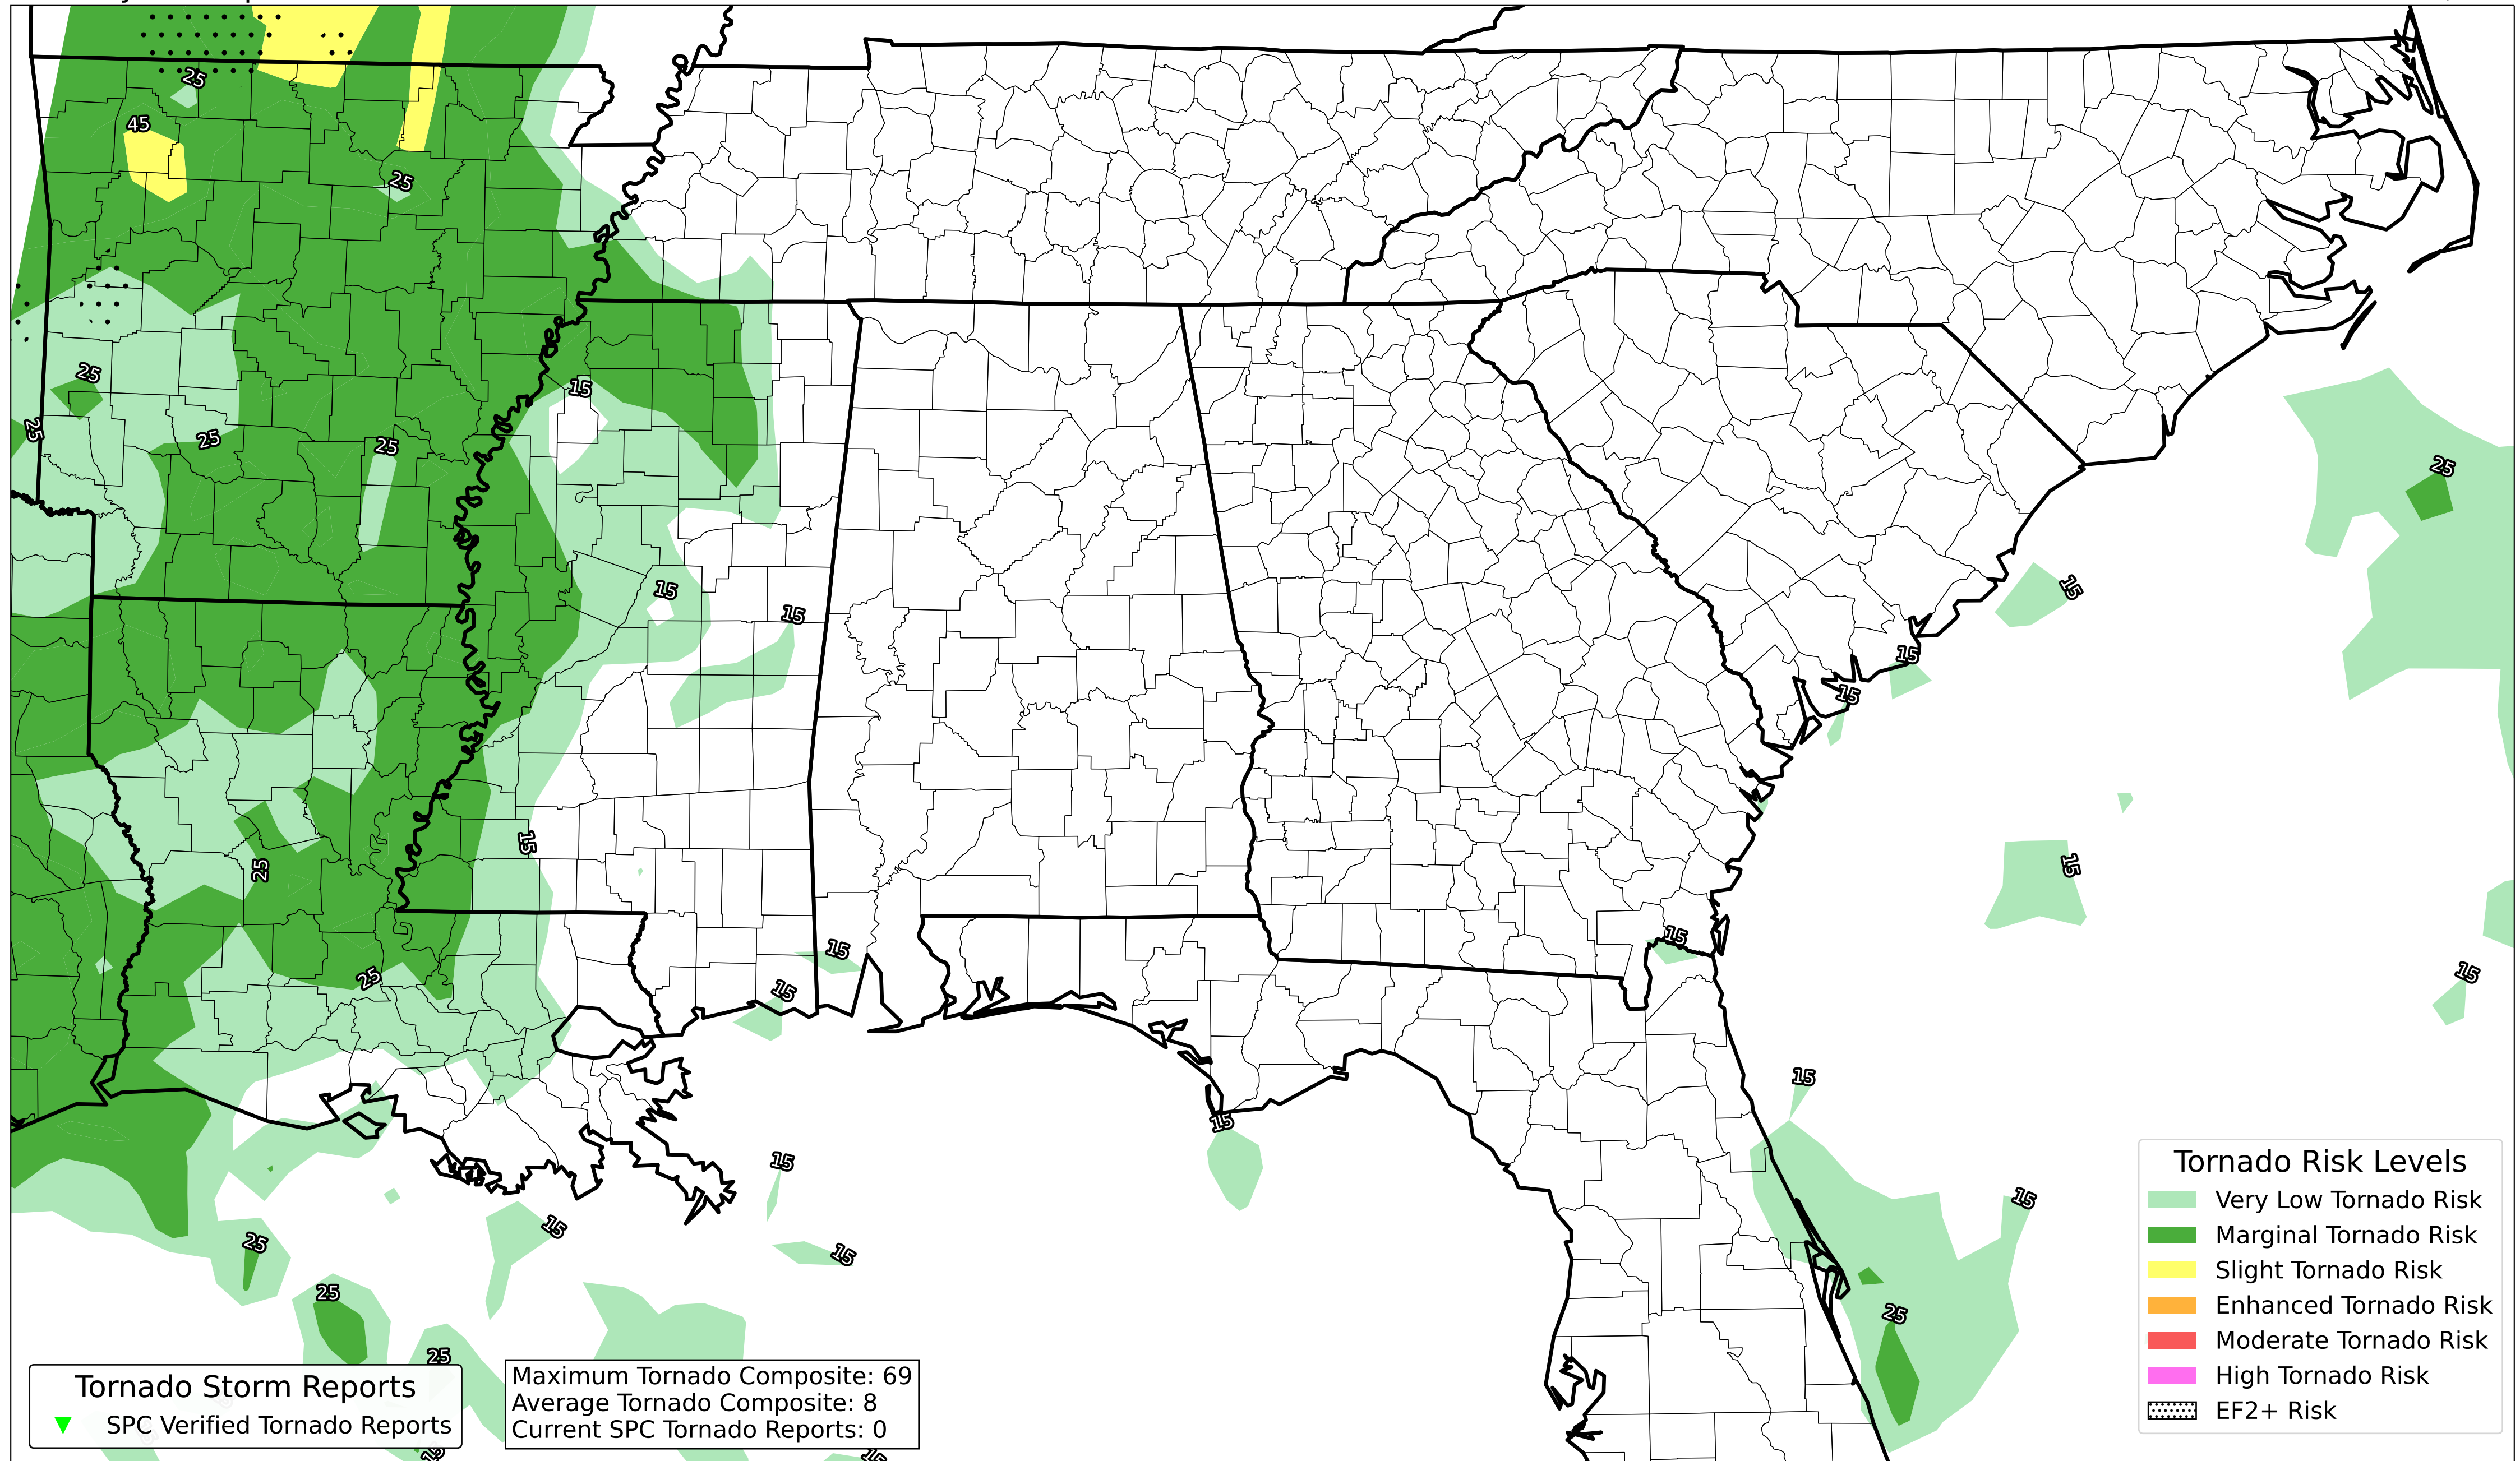 25
45
25
25
25
25
25
15
25
15
15
15
15
15
25
15
15
25
15
15
15
15
15
15
15
25
15
15
15
25
25
25
25
15
Tornado Risk Levels
Very Low Tornado Risk
Marginal Tornado Risk
Slight Tornado Risk
Enhanced Tornado Risk
Moderate Tornado Risk
High Tornado Risk
EF2+ Risk
Tornado Storm Reports
SPC Verified Tornado Reports
Maximum Tornado Composite: 69
Average Tornado Composite: 8
Current SPC Tornado Reports: 0